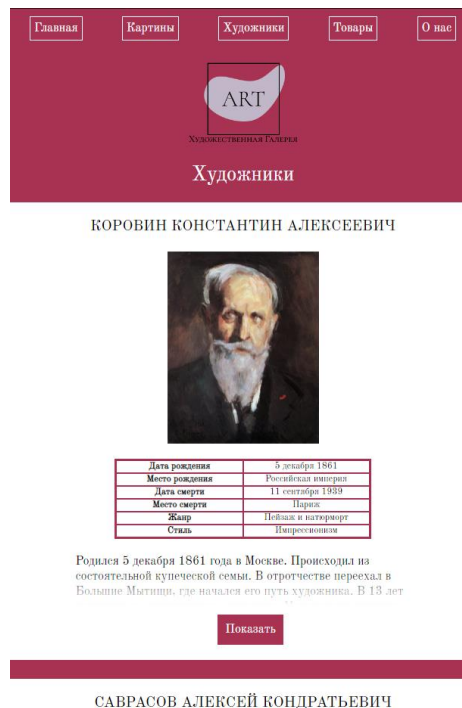 Главная Картины Художники Товары О нас
ART
Художественная Галерея
Художники
КОРОВИН КОНСТАНТИН АЛЕКСЕЕВИЧ
Дата рождения 5 декабря 1861
Место рождения Российская империя
Дата смерти 11 сентября 1939
Место смерти Париж
Жанр Пейзаж и натюрморт
Стиль Импрессионизм
Родился 5 декабря 1861 года в Москве. Происходил из
состоятельной купеческой семьи. В отротчестве переехал в
Большие Мытищи, где начался его путь художника. В 13 лет
Показать
САВРАСОВ АЛЕКСЕЙ КОНДРАТЬЕВИЧ